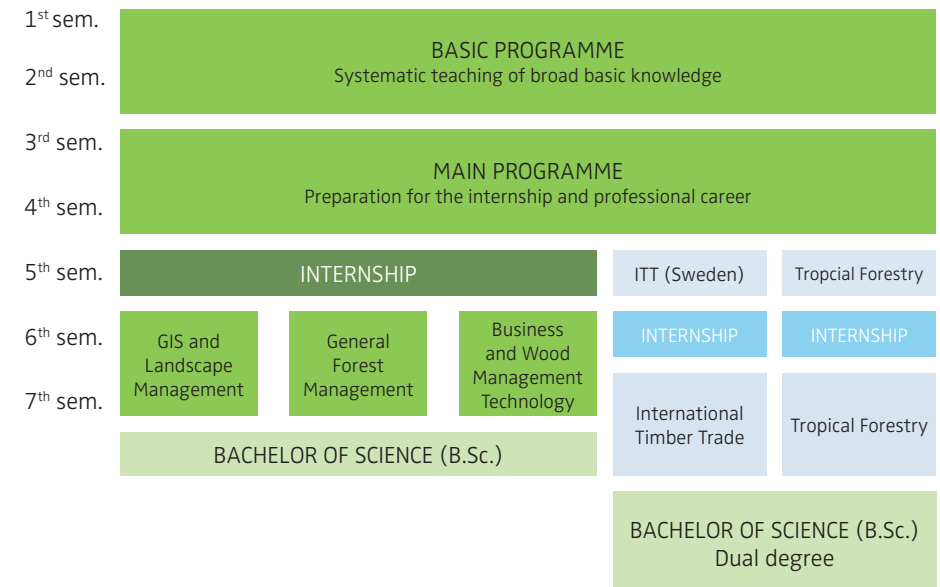 1st sem.
BASIC PROGRAMME
Systematic teaching of broad basic knowledge
2nd sem.
3rd sem.
MAIN PROGRAMME
Preparation for the internship and professional career
4th sem.
5th sem.
INTERNSHIP
ITT (Sweden)
Tropcial Forestry
6th sem.
GIS and
Landscape
Management
General
Forest
Management
Business
and Wood
Management
Technology
INTERNSHIP
INTERNSHIP
7th sem.
International
Timber Trade
Tropical Forestry
BACHELOR OF SCIENCE (B.Sc.)
BACHELOR OF SCIENCE (B.Sc.)
Dual degree